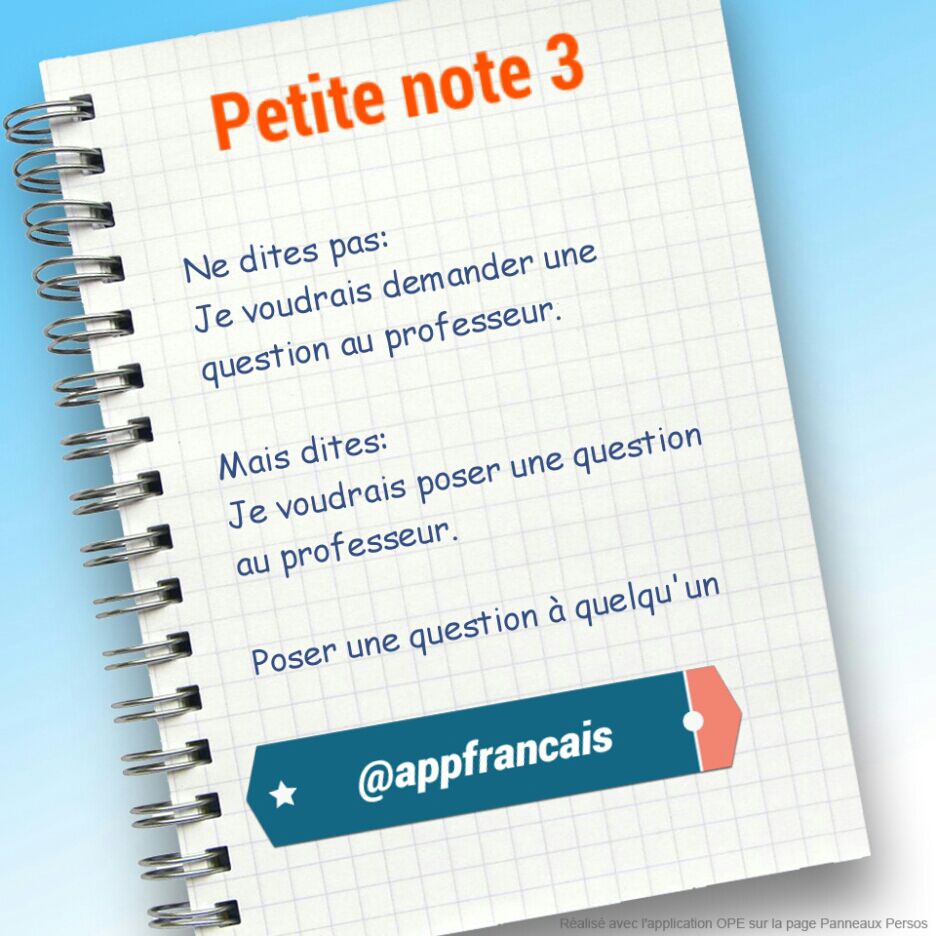 Petite note 3
Ne dites pas:
Je voudrais demander une
question au professeur.
Mais dites:
Je voudrais poser une question
au professeur.
Poser une question à quelqu'un
@appfrancais
Réalisé avec l'application OPE sur la page Panneaux Persos